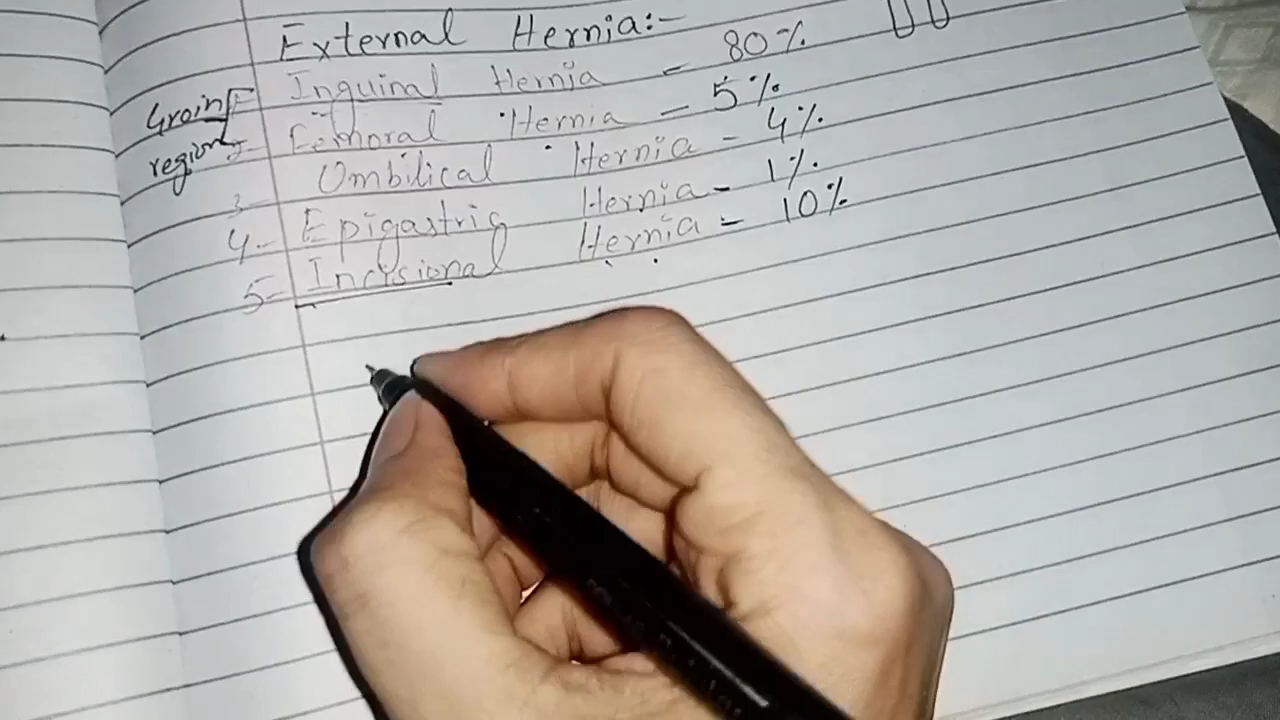 External Hernia:-
Groin 1- Inguinal Hernia - 80%
region 2- Femoral Hernia - 5%
3- Umbilical Hernia - 4%
4- Epigastric Hernia - 1%
5- Incisional Hernia - 10%